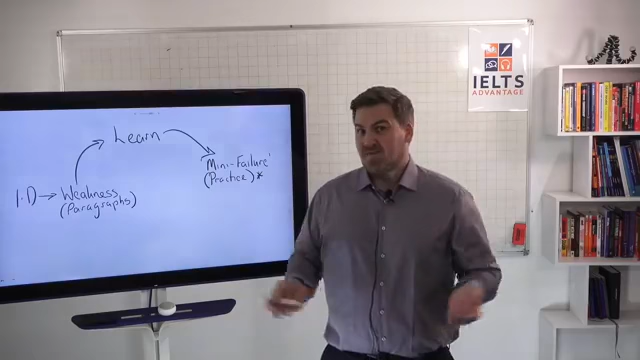 IELTS
ADVANTAGE
Learn
Mini-Failure'
(Practice)*
I.D → Weakness
(Paragraphs)